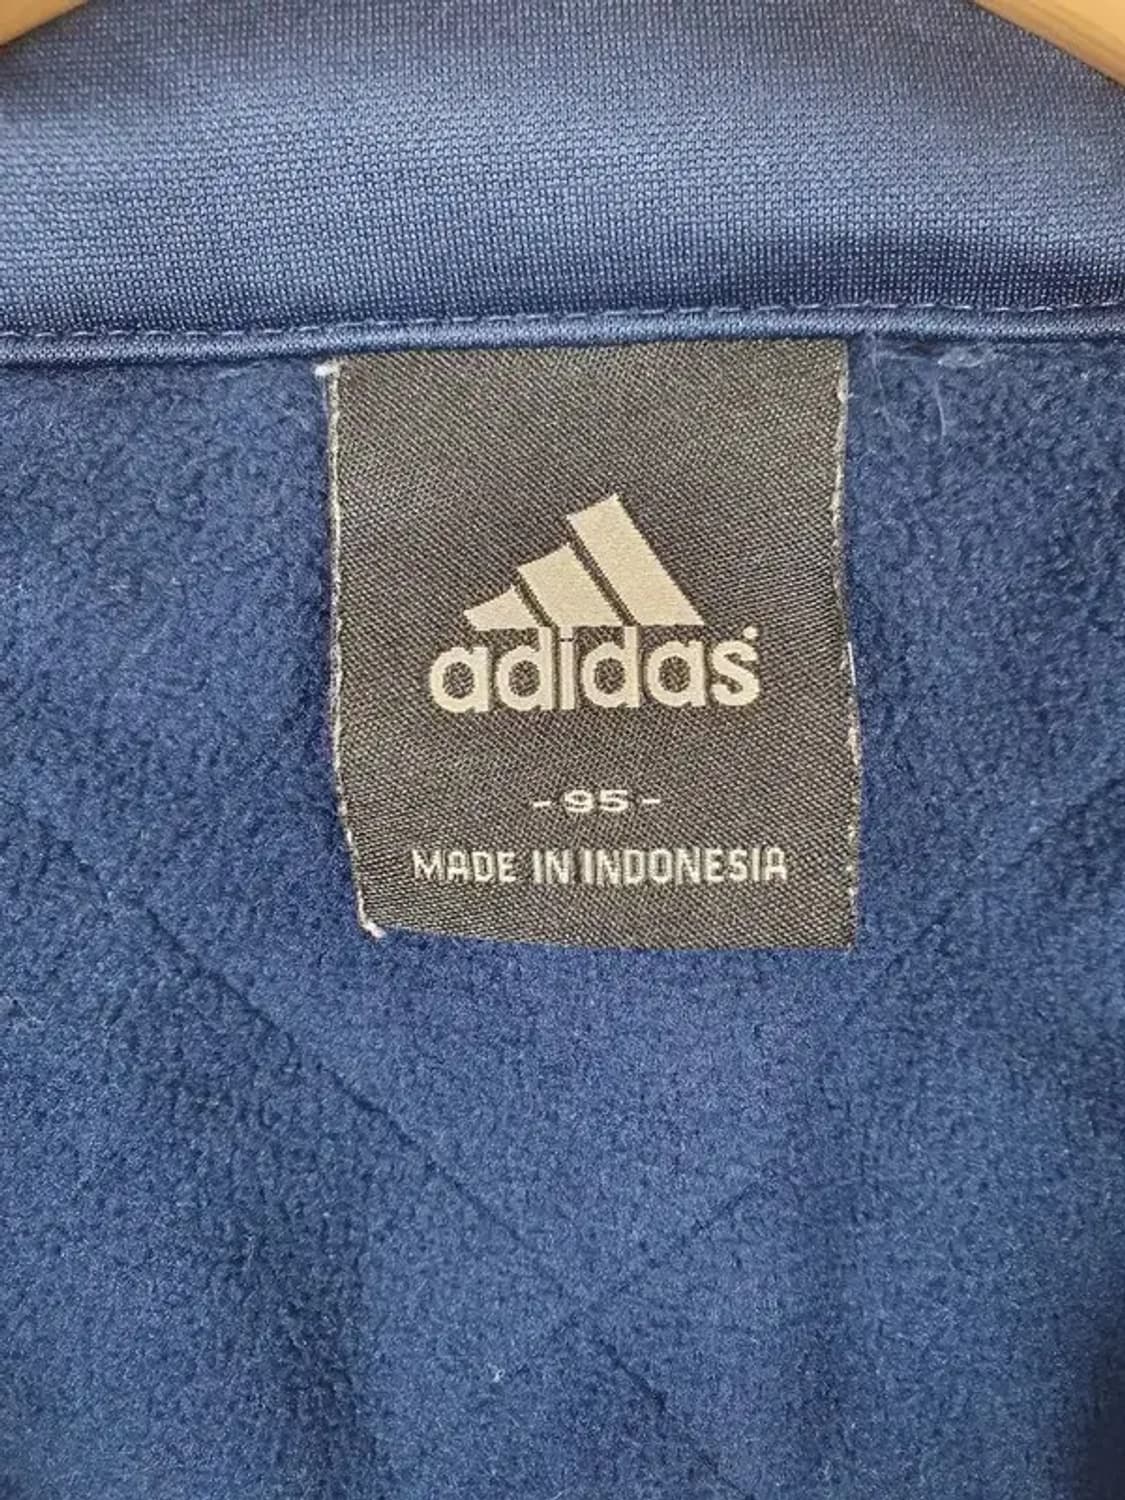 adidas®
- 95 -
MADE IN INDONESIA